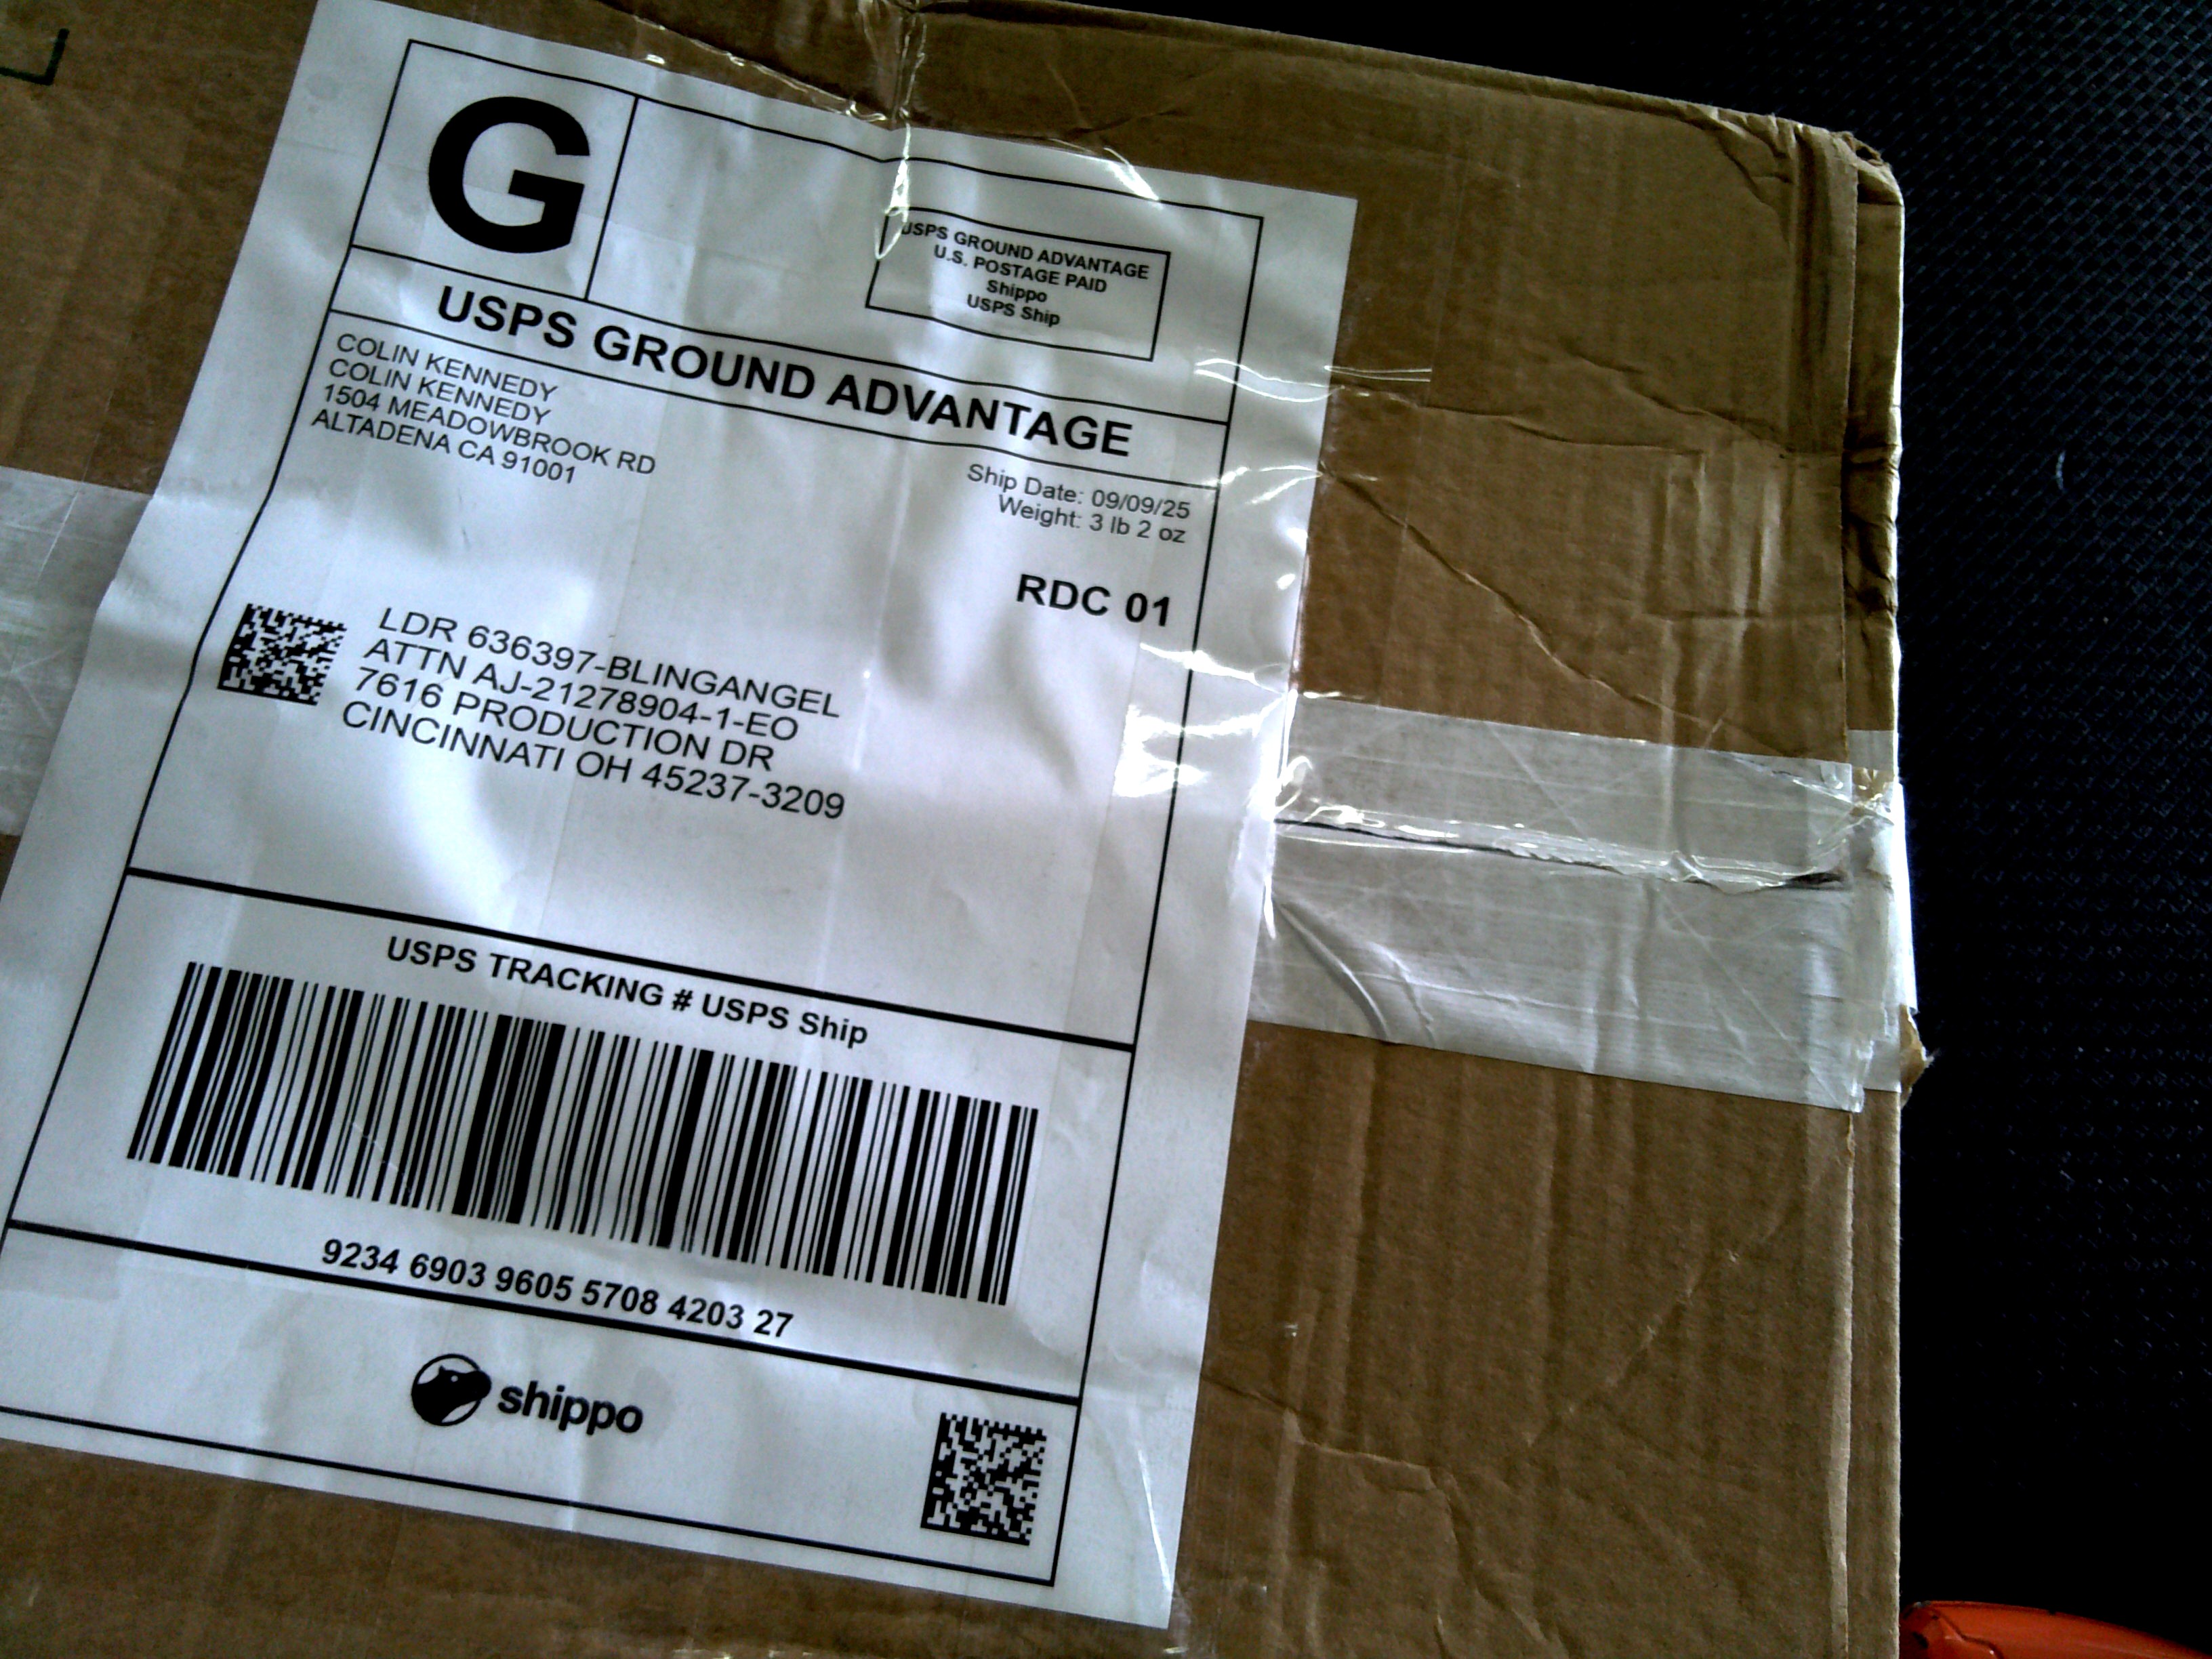 G
USPS GROUND ADVANTAGE
U.S. POSTAGE PAID
Shippo
USPS Ship
USPS GROUND ADVANTAGE
COLIN KENNEDY
COLIN KENNEDY
1504 MEADOWBROOK RD
ALTADENA CA 91001
Ship Date: 09/09/25
Weight: 3 lb 2 oz
RDC 01
LDR 636397-BLINGANGEL
ATTN AJ-21278904-1-EO
7616 PRODUCTION DR
CINCINNATI OH 45237-3209
USPS TRACKING # USPS Ship
9234 6903 9605 5708 4203 27
shippo